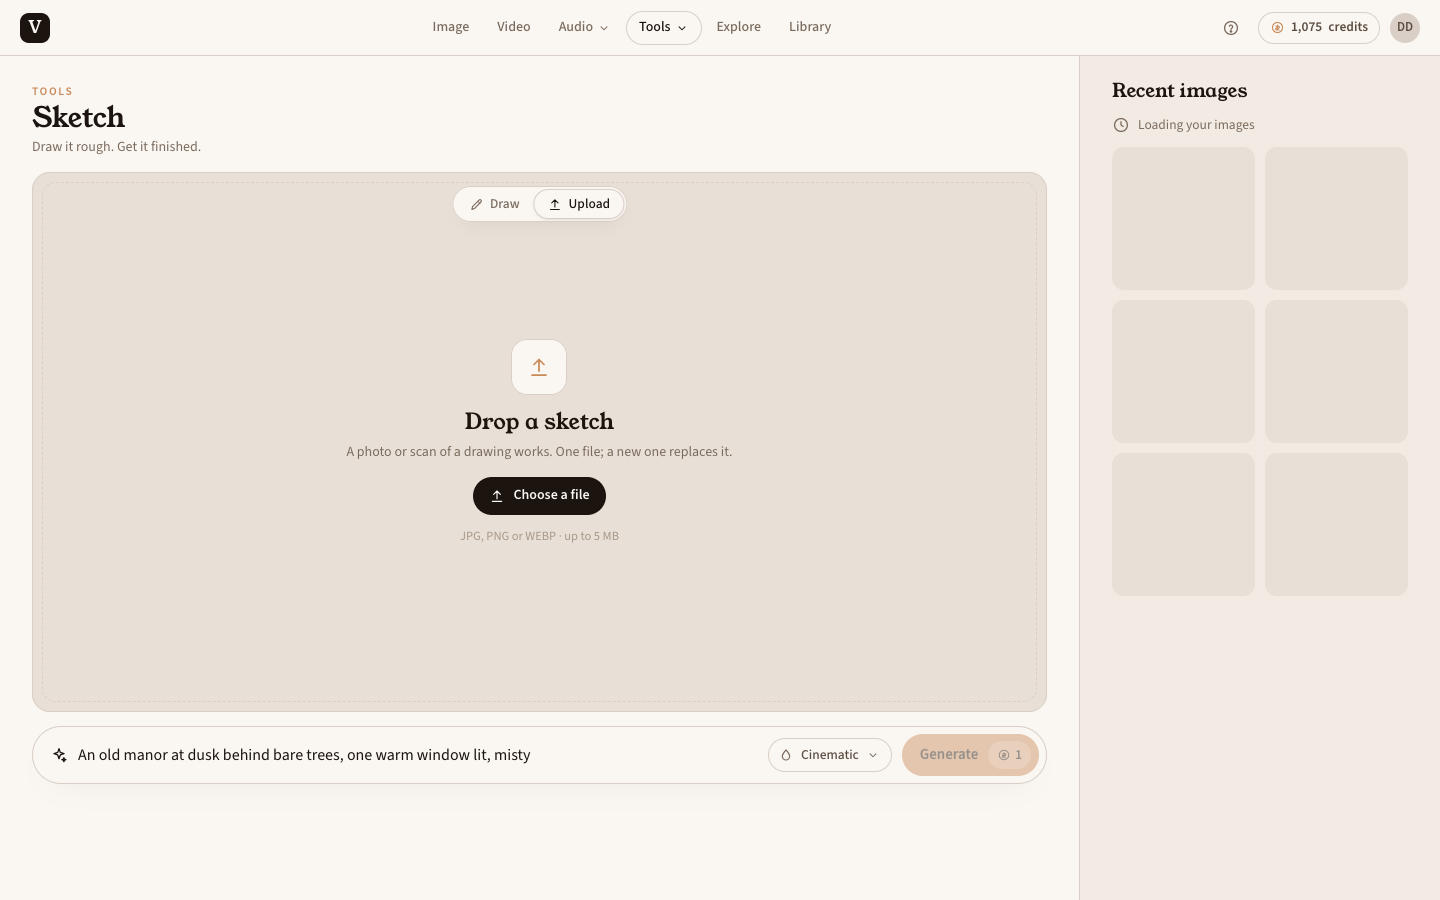 V
Image
Video
Audio
Tools
Explore
Library
1,075 credits
DD
TOOLS
Sketch
Draw it rough. Get it finished.
Draw
Upload
Drop a sketch
A photo or scan of a drawing works. One file; a new one replaces it.
Choose a file
JPG, PNG or WEBP · up to 5 MB
An old manor at dusk behind bare trees, one warm window lit, misty
Cinematic
Generate
1
Recent images
Loading your images